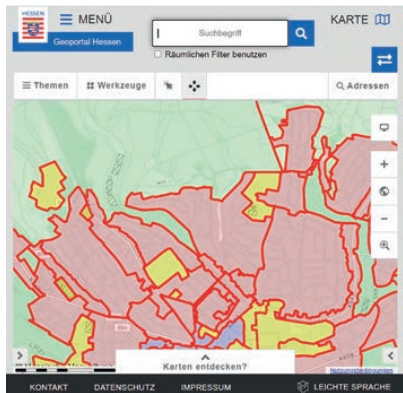 HESSEN
MENÜ
Geoportal Hessen
Suchbegriff
Räumlichen Filter benutzen
KARTE
Themen
Werkzeuge
Adressen
Karten entdecken?
Nutzungsbedingungen
KONTAKT
DATENSCHUTZ
IMPRESSUM
LEICHTE SPRACHE